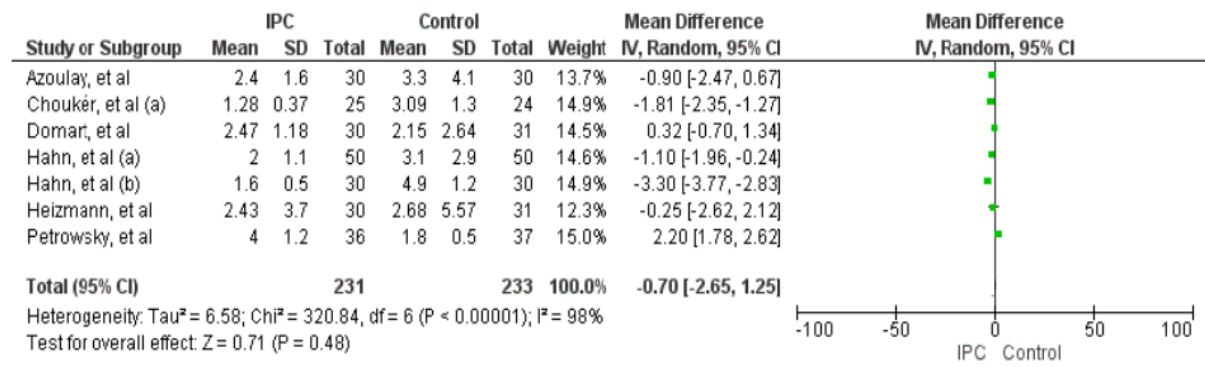 IPC Control Mean Difference Mean Difference
Study or Subgroup Mean SD Total Mean SD Total Weight IV, Random, 95% CI IV, Random, 95% CI
Azoulay, et al 2.4 1.6 30 3.3 4.1 30 13.7% -0.90 [-2.47, 0.67]
Choukér, et al (a) 1.28 0.37 25 3.09 1.3 24 14.9% -1.81 [-2.35, -1.27]
Domart, et al 2.47 1.18 30 2.15 2.64 31 14.5% 0.32 [-0.70, 1.34]
Hahn, et al (a) 2 1.1 50 3.1 2.9 50 14.6% -1.10 [-1.96, -0.24]
Hahn, et al (b) 1.6 0.5 30 4.9 1.2 30 14.9% -3.30 [-3.77, -2.83]
Heizmann, et al 2.43 3.7 30 2.68 5.57 31 12.3% -0.25 [-2.62, 2.12]
Petrowsky, et al 4 1.2 36 1.8 0.5 37 15.0% 2.20 [1.78, 2.62]
Total (95% CI) 231 233 100.0% -0.70 [-2.65, 1.25]
Heterogeneity: Tau² = 6.58; Chi² = 320.84, df = 6 (P < 0.00001); I² = 98%
Test for overall effect: Z = 0.71 (P = 0.48)
-100 -50 0 50 100
IPC Control